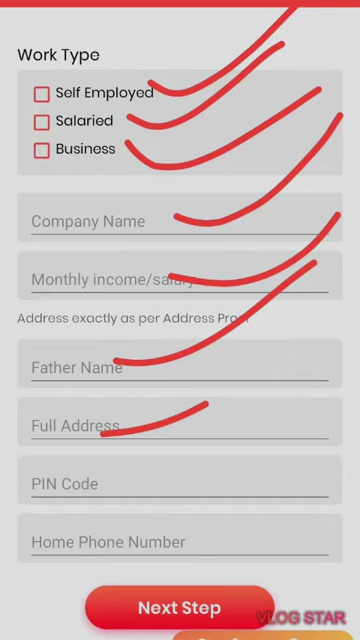 Work Type
Self Employed
Salaried
Business
Company Name
Monthly income/salary
Address exactly as per Address Proof
Father Name
Full Address
PIN Code
Home Phone Number
Next Step
VLOG STAR